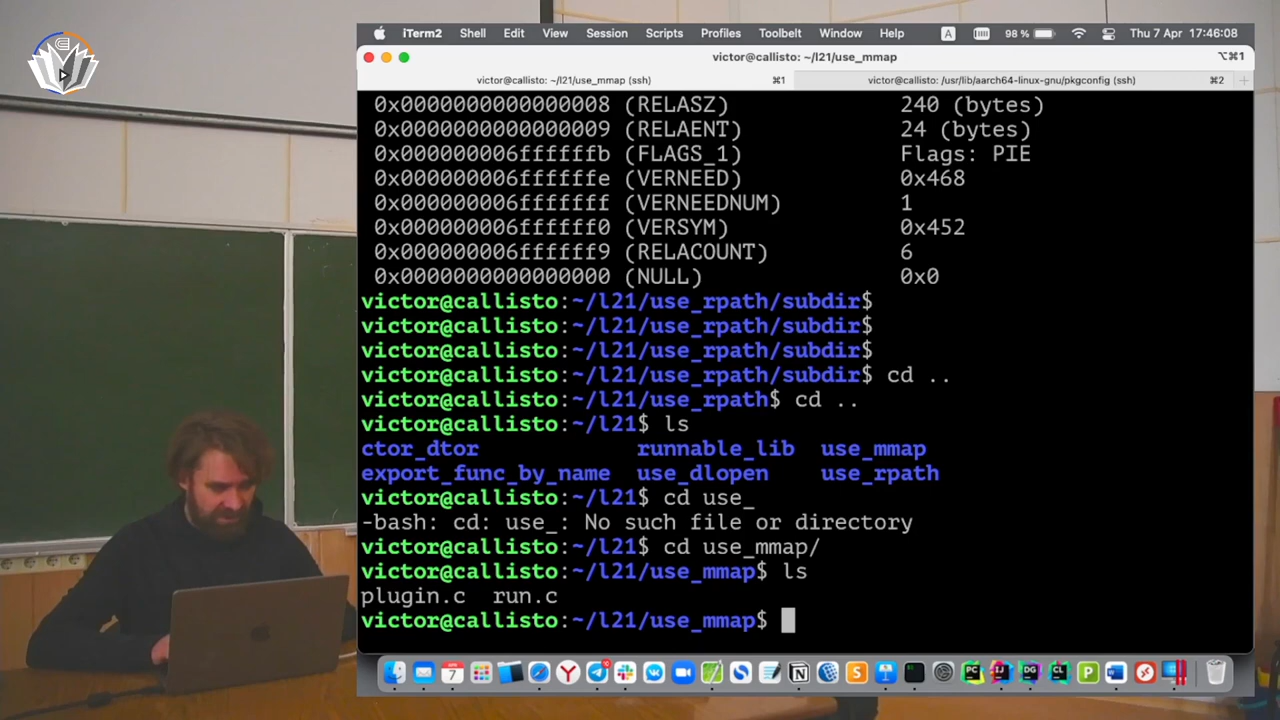 iTerm2 Shell Edit View Session Scripts Profiles Toolbelt Window Help A 98 % Thu 7 Apr 17:46:08
victor@callisto: ~/l21/use_mmap ⌥⌘1
victor@callisto: ~/l21/use_mmap (ssh) ⌘1 victor@callisto: /usr/lib/aarch64-linux-gnu/pkgconfig (ssh) ⌘2
0x0000000000000008 (RELASZ) 240 (bytes)
0x0000000000000009 (RELAENT) 24 (bytes)
0x000000006ffffffb (FLAGS_1) Flags: PIE
0x000000006ffffffe (VERNEED) 0x468
0x000000006fffffff (VERNEEDNUM) 1
0x000000006ffffff0 (VERSYM) 0x452
0x000000006ffffff9 (RELACOUNT) 6
0x0000000000000000 (NULL) 0x0
victor@callisto:~/l21/use_rpath/subdir$
victor@callisto:~/l21/use_rpath/subdir$
victor@callisto:~/l21/use_rpath/subdir$
victor@callisto:~/l21/use_rpath/subdir$ cd ..
victor@callisto:~/l21/use_rpath$ cd ..
victor@callisto:~/l21$ ls
ctor_dtor runnable_lib use_mmap
export_func_by_name use_dlopen use_rpath
victor@callisto:~/l21$ cd use_
-bash: cd: use_: No such file or directory
victor@callisto:~/l21$ cd use_mmap/
victor@callisto:~/l21/use_mmap$ ls
plugin.c run.c
victor@callisto:~/l21/use_mmap$